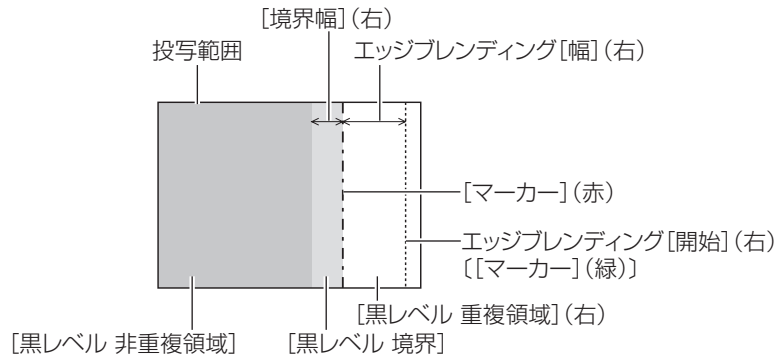 [境界幅](右)
投写範囲
エッジブレンディング[幅](右)
[マーカー](赤)
エッジブレンディング[開始](右)
〔[マーカー](緑)〕
[黒レベル 重複領域](右)
[黒レベル 非重複領域]
[黒レベル 境界]